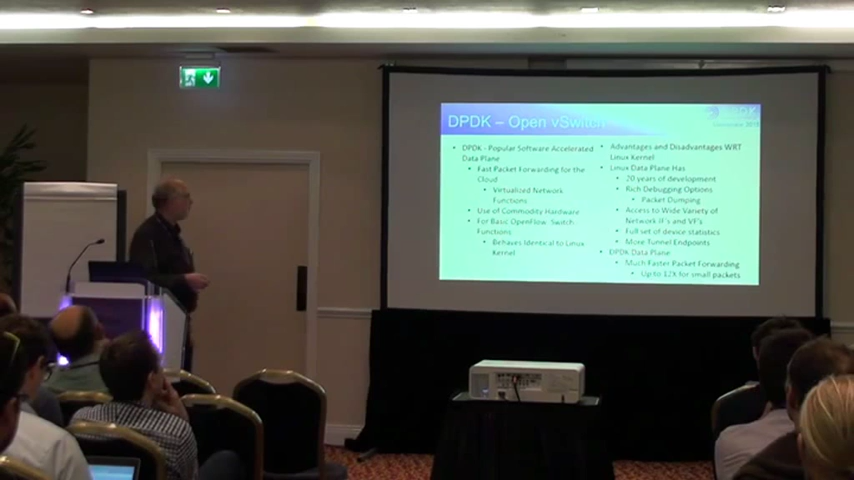 DPDK – Open vSwitch
DPDK
• DPDK - Popular Software Accelerated
Data Plane
• Fast Packet Forwarding for the
Cloud
• Virtualized Network
Functions
• Use of Commodity Hardware
• For Basic OpenFlow Switch
Functions
• Behaves Identical to Linux
Kernel
• Advantages and Disadvantages WRT
Linux Kernel
• Linux Data Plane Has
• 20 years of development
• Rich Debugging Options
• Packet Dumping
• Access to Wide Variety of
Network IF's and VF's
• Full set of device statistics
• More Tunnel Endpoints
• DPDK Data Plane
• Much Faster Packet Forwarding
• Up to 12X for small packets